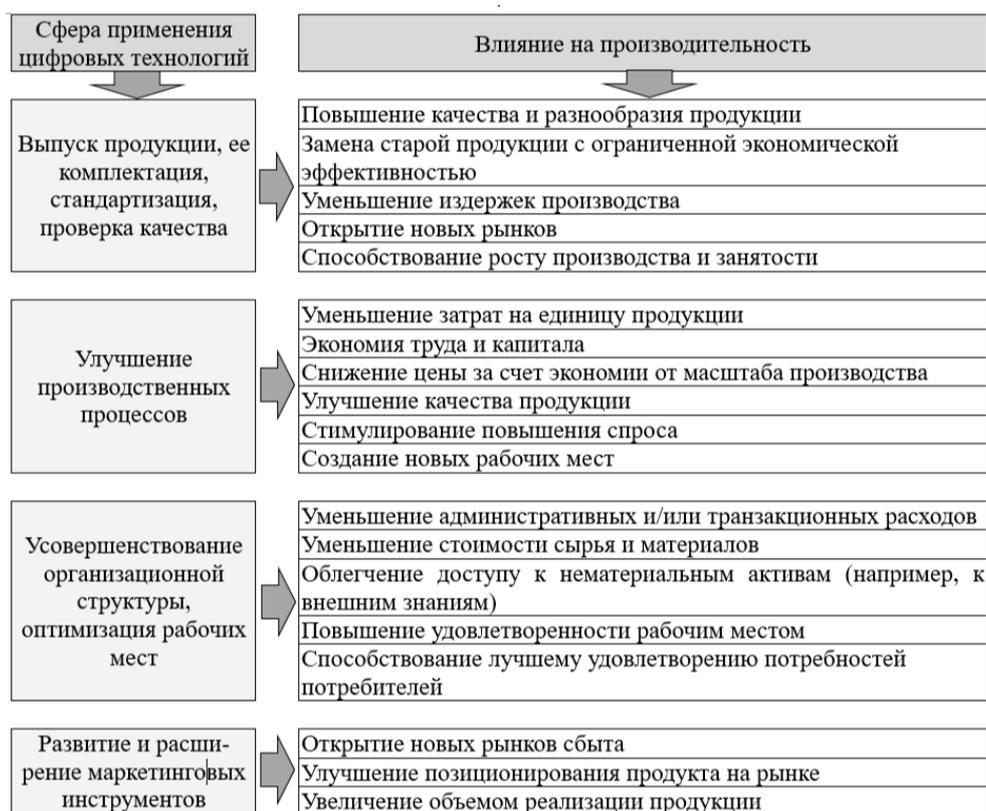 Сфера применения
цифровых технологий
Влияние на производительность
Выпуск продукции, ее
комплектация,
стандартизация,
проверка качества
Повышение качества и разнообразия продукции
Замена старой продукции с ограниченной экономической
эффективностью
Уменьшение издержек производства
Открытие новых рынков
Способствование росту производства и занятости
Улучшение
производственных
процессов
Уменьшение затрат на единицу продукции
Экономия труда и капитала
Снижение цены за счет экономии от масштаба производства
Улучшение качества продукции
Стимулирование повышения спроса
Создание новых рабочих мест
Усовершенствование
организационной
структуры,
оптимизация рабочих
мест
Уменьшение административных и/или транзакционных расходов
Уменьшение стоимости сырья и материалов
Облегчение доступу к нематериальным активам (например, к
внешним знаниям)
Повышение удовлетворенности рабочим местом
Способствование лучшему удовлетворению потребностей
потребителей
Развитие и расши-
рение маркетинговых
инструментов
Открытие новых рынков сбыта
Улучшение позиционирования продукта на рынке
Увеличение объемом реализации продукции